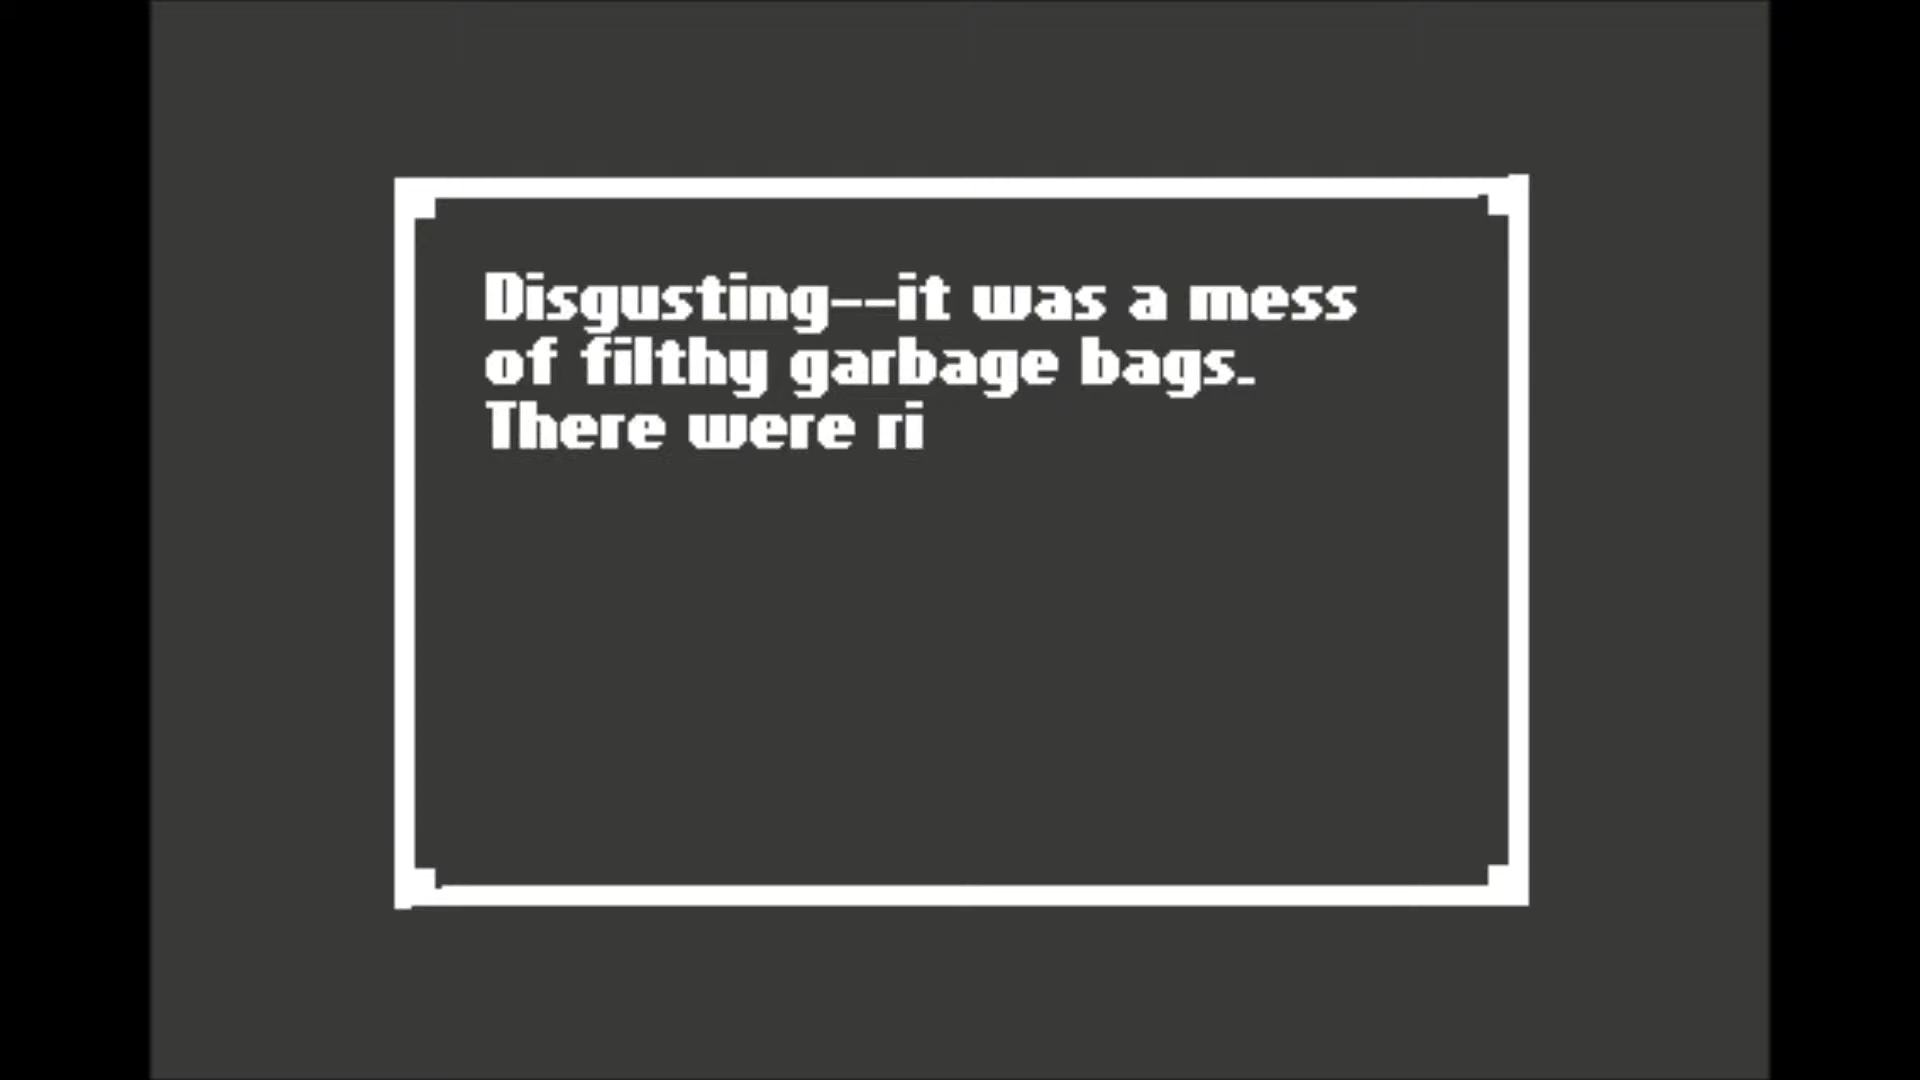 Disgusting--it was a mess
of filthy garbage bags.
There were ri